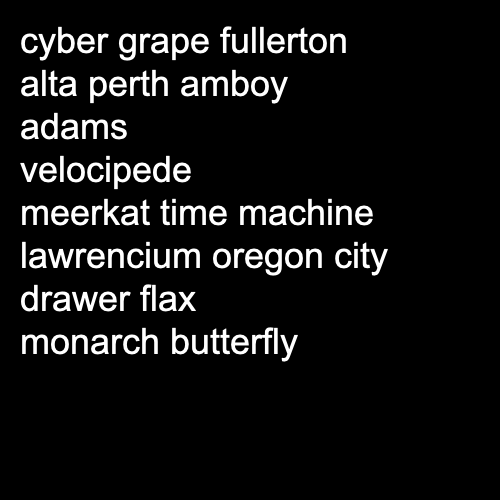 cyber grape fullerton
alta perth amboy
adams
velocipede
meerkat time machine
lawrencium oregon city
drawer flax
monarch butterfly